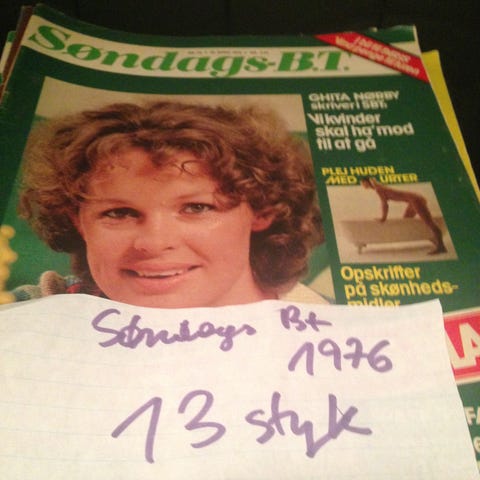 Søndags-B.T.
GHITA NØRBY
skriver i SBT:
Vi kvinder
skal ha' mod
til at gå
PLEJ HUDEN
MED URTER
Opskrifter
på skønheds-
midler
Søndags Bt
1976
13 styk